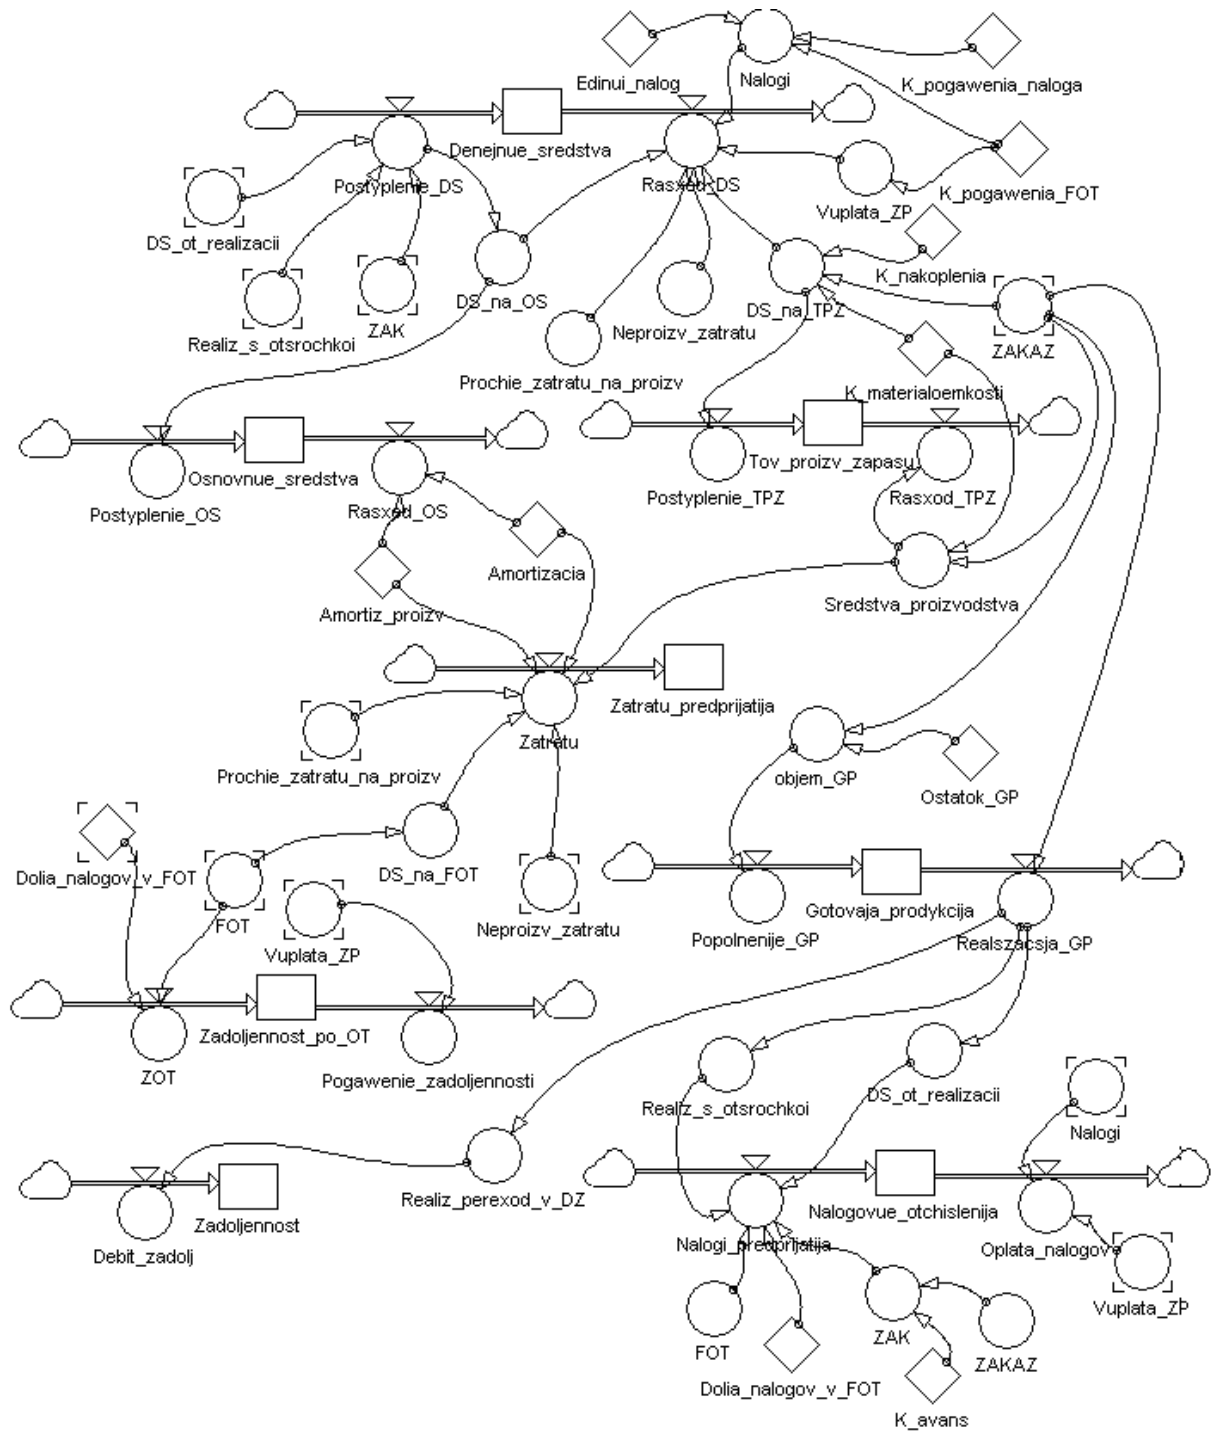 Edinui_nalog
Nalogi
K_pogawenia_naloga
Denejnue_sredstva
Postyplenie_DS
Rasxod_DS
Vuplata_ZP
K_pogawenia_FOT
DS_ot_realizacii
K_nakoplenia
DS_na_OS
DS_na_TPZ
ZAK
Neproizv_zatratu
Realiz_s_otsrochkoi
ZAKAZ
Prochie_zatratu_na_proizv
K_materialoemkosti
Osnovnue_sredstva
Tov_proizv_zapasu
Postyplenie_OS
Rasxod_OS
Postyplenie_TPZ
Rasxod_TPZ
Amortizacia
Amortiz_proizv
Sredstva_proizvodstva
Zatratu_predprijatija
Zatratu
Prochie_zatratu_na_proizv
objem_GP
Ostatok_GP
Dolia_nalogov_v_FOT
DS_na_FOT
FOT
Neproizv_zatratu
Gotovaja_prodykcija
Vuplata_ZP
Popolnenije_GP
Realszacsja_GP
Zadoljennost_po_OT
ZOT
Pogawenie_zadoljennosti
Realiz_s_otsrochkoi
DS_ot_realizacii
Nalogi
Realiz_perexod_v_DZ
Zadoljennost
Debit_zadolj
Nalogovue_otchislenija
Nalogi_predprijatija
Oplata_nalogov
Vuplata_ZP
FOT
ZAK
ZAKAZ
Dolia_nalogov_v_FOT
K_avans